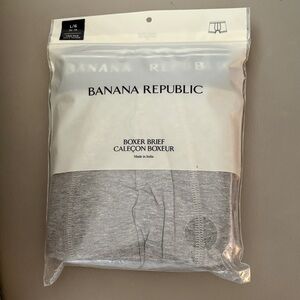 L/G
BANANA REPUBLIC
BANANA REPUBLIC
BOXER BRIEF
CALEÇON BOXEUR
Made in India